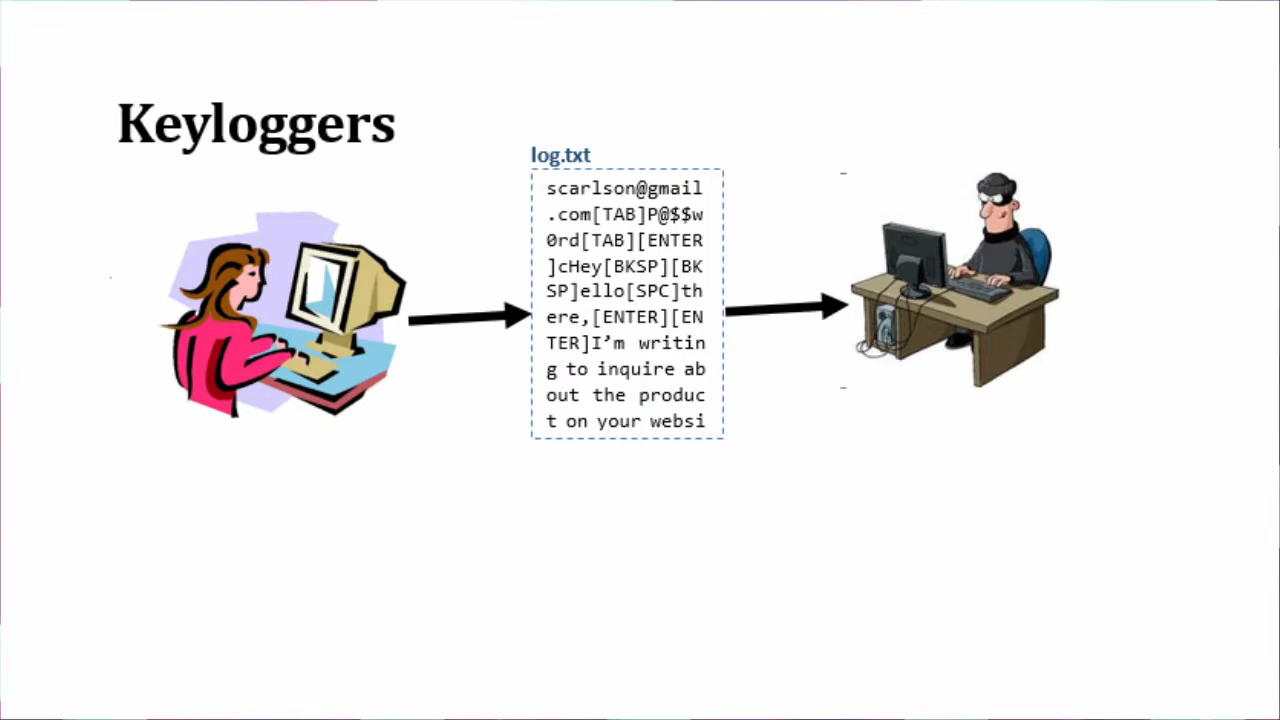 Keyloggers
log.txt
scarlson@gmail
.com[TAB]P@$$w
0rd[TAB][ENTER
]cHey[BKSP][BK
SP]ello[SPC]th
ere,[ENTER][EN
TER]I’m writin
g to inquire ab
out the produc
t on your websi